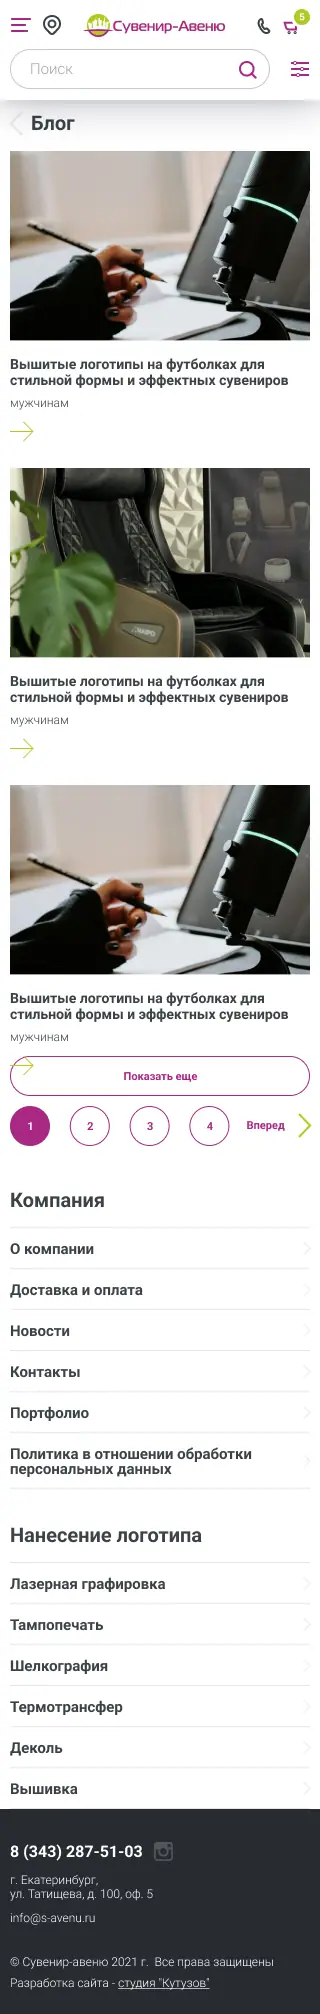 Сувенир-Авеню
5
Поиск
Блог
Вышитые логотипы на футболках для
стильной формы и эффектных сувениров
мужчинам
Вышитые логотипы на футболках для
стильной формы и эффектных сувениров
мужчинам
Вышитые логотипы на футболках для
стильной формы и эффектных сувениров
мужчинам
Показать еще
1 2 3 4 Вперед
Компания
О компании
Доставка и оплата
Новости
Контакты
Портфолио
Политика в отношении обработки
персональных данных
Нанесение логотипа
Лазерная графировка
Тампопечать
Шелкография
Термотрансфер
Деколь
Вышивка
8 (343) 287-51-03
г. Екатеринбург,
ул. Татищева, д. 100, оф. 5
info@s-avenu.ru
© Сувенир-авеню 2021 г. Все права защищены
Разработка сайта - студия "Кутузов"